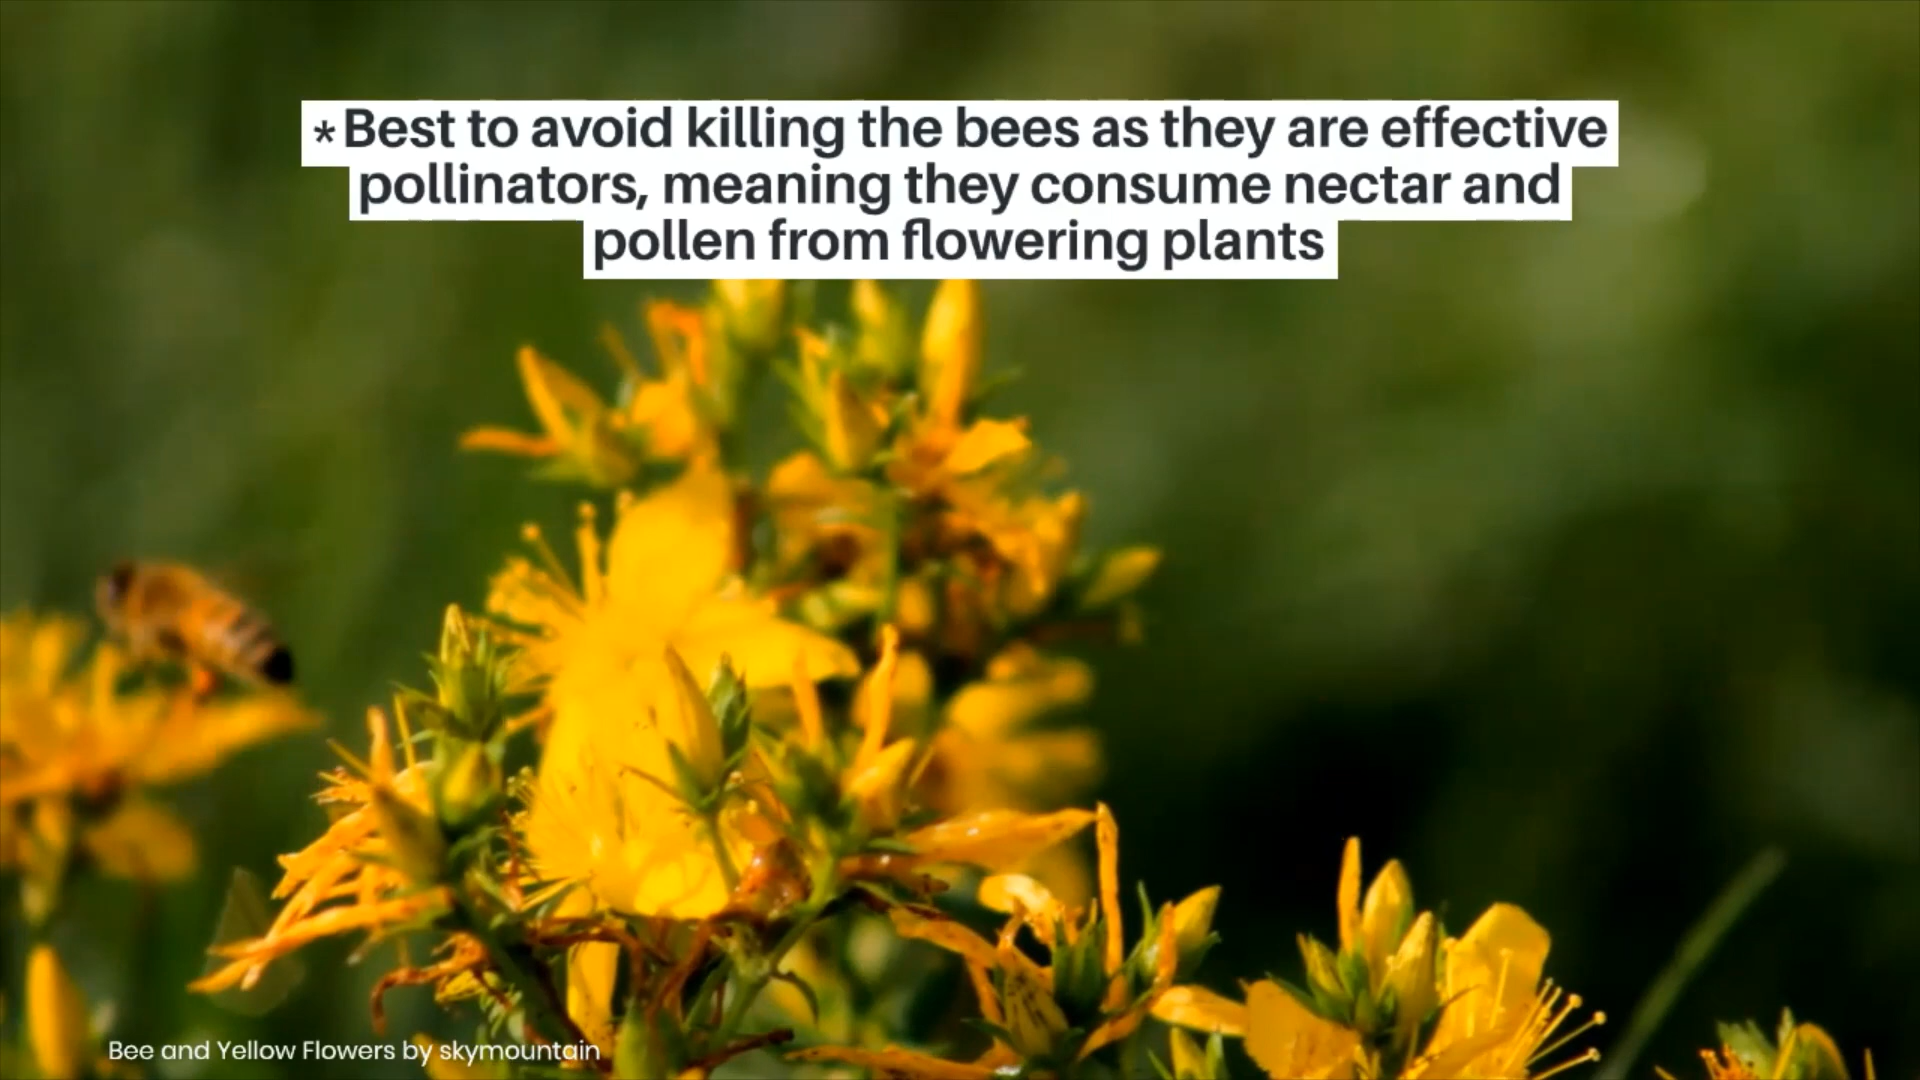 *Best to avoid killing the bees as they are effective
pollinators, meaning they consume nectar and
pollen from flowering plants
Bee and Yellow Flowers by skymountain